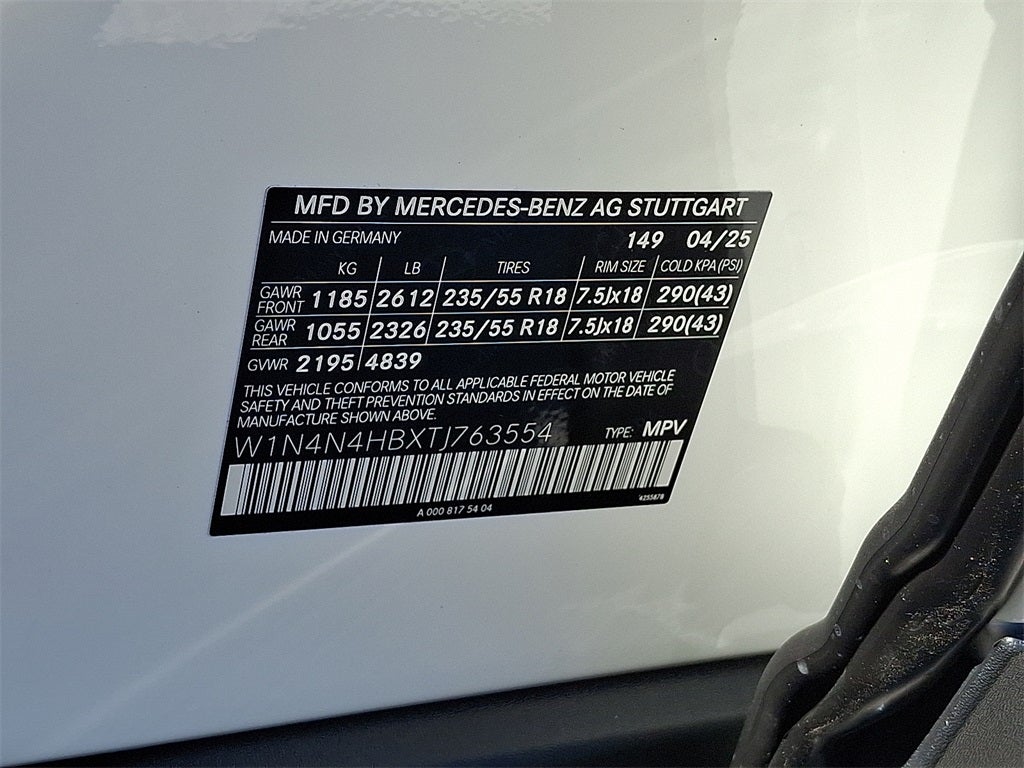 MFD BY MERCEDES-BENZ AG STUTTGART
MADE IN GERMANY 149 04/25
KG LB TIRES RIM SIZE COLD KPA (PSI)
GAWR FRONT 1185 2612 235/55 R18 7.5Jx18 290(43)
GAWR REAR 1055 2326 235/55 R18 7.5Jx18 290(43)
GVWR 2195 4839
THIS VEHICLE CONFORMS TO ALL APPLICABLE FEDERAL MOTOR VEHICLE
SAFETY AND THEFT PREVENTION STANDARDS IN EFFECT ON THE DATE OF
MANUFACTURE SHOWN ABOVE.
W1N4N4HBXTJ763554 TYPE: MPV
A 000 817 54 04